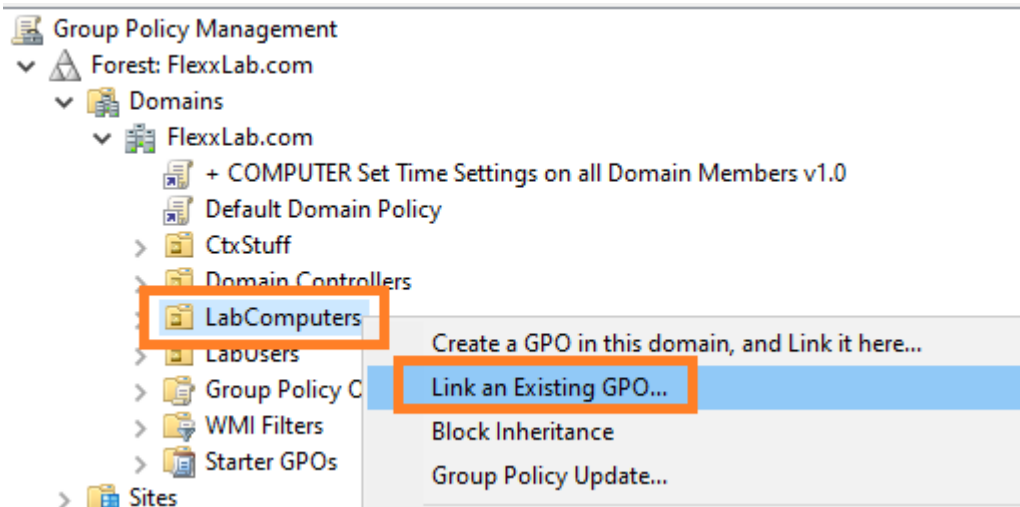 Group Policy Management
Forest: FlexxLab.com
Domains
FlexxLab.com
+ COMPUTER Set Time Settings on all Domain Members v1.0
Default Domain Policy
CtxStuff
Domain Controllers
LabComputers
Create a GPO in this domain, and Link it here...
LabUsers
Group Policy O
Link an Existing GPO...
WMI Filters
Block Inheritance
Starter GPOs
Group Policy Update...
Sites